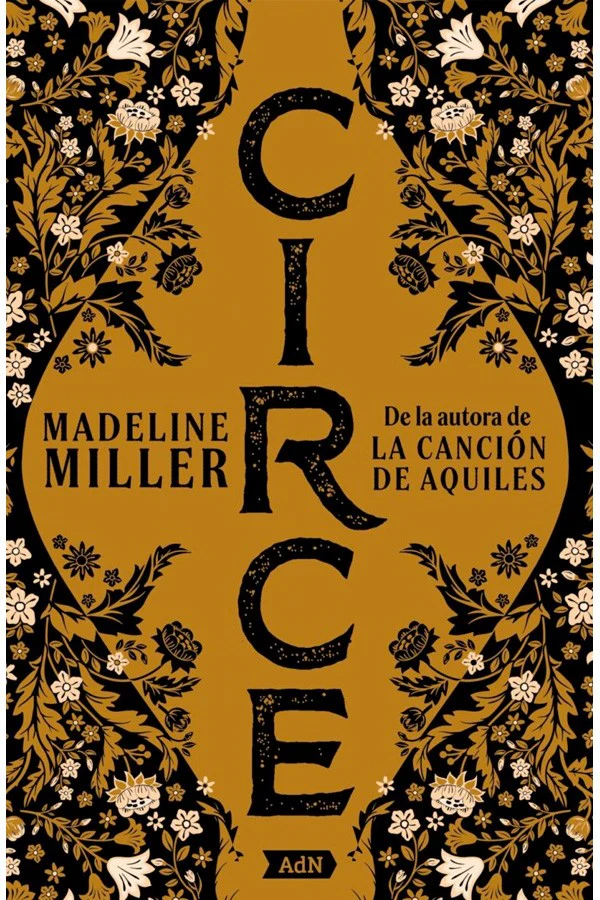 CIRCE
MADELINE
MILLER
De la autora de
LA CANCIÓN
DE AQUILES
AdN